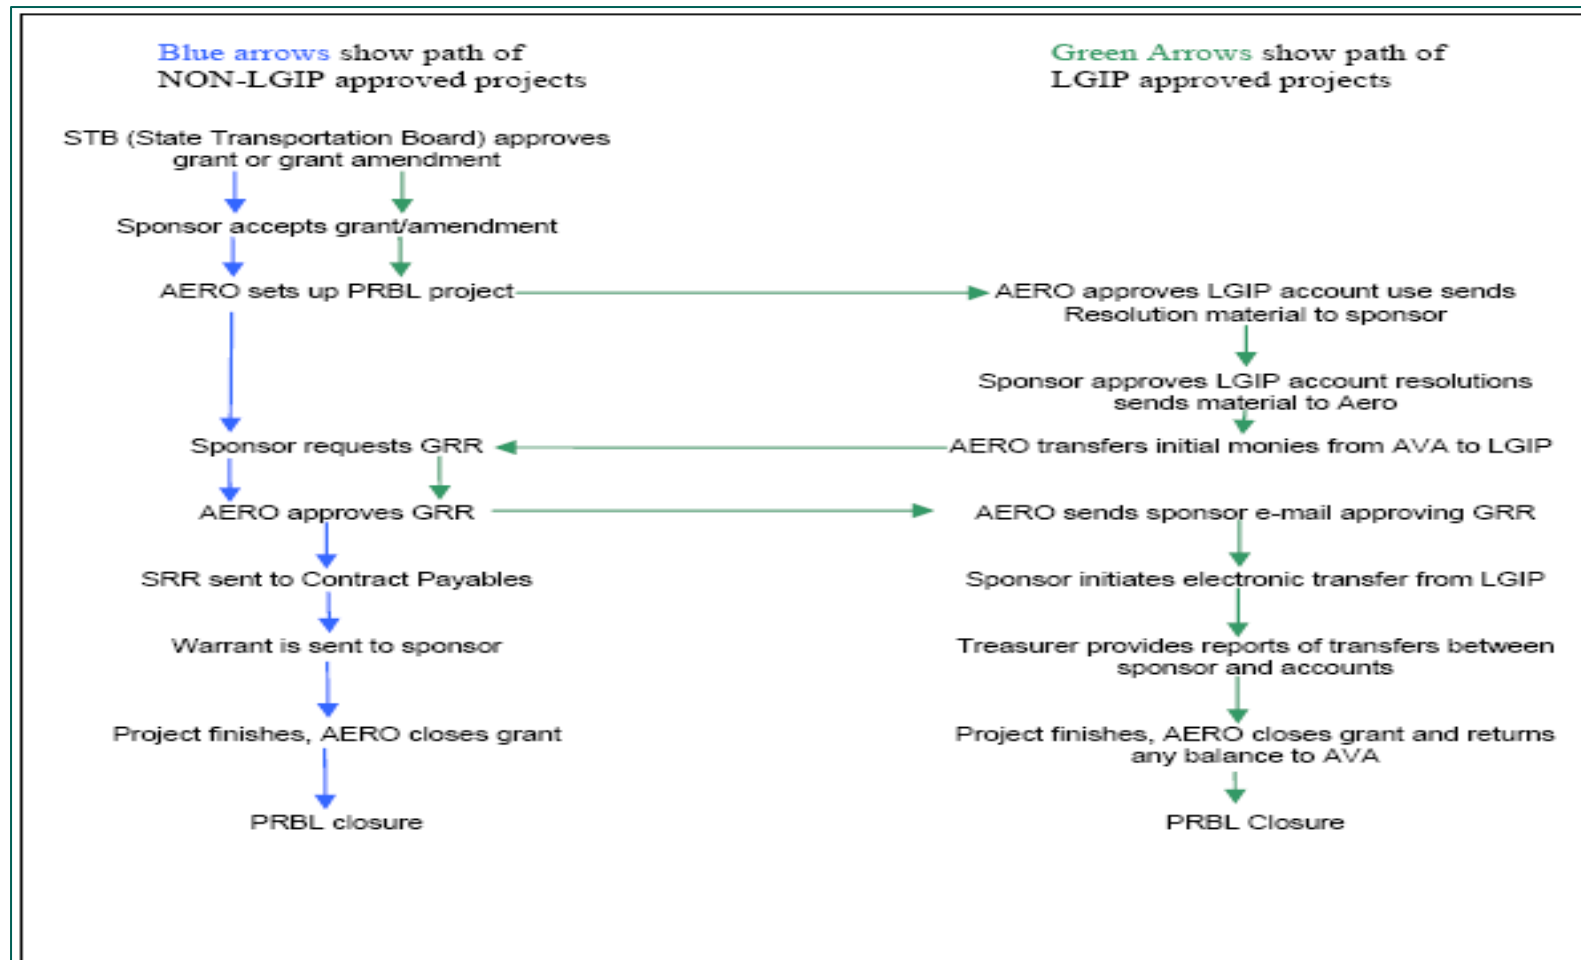 Blue arrows show path of
NON-LGIP approved projects
Green Arrows show path of
LGIP approved projects
STB (State Transportation Board) approves
grant or grant amendment
Sponsor accepts grant/amendment
AERO sets up PRBL project
AERO approves LGIP account use sends
Resolution material to sponsor
Sponsor approves LGIP account resolutions
sends material to Aero
Sponsor requests GRR
AERO transfers initial monies from AVA to LGIP
AERO approves GRR
AERO sends sponsor e-mail approving GRR
SRR sent to Contract Payables
Sponsor initiates electronic transfer from LGIP
Warrant is sent to sponsor
Treasurer provides reports of transfers between
sponsor and accounts
Project finishes, AERO closes grant
Project finishes, AERO closes grant and returns
any balance to AVA
PRBL closure
PRBL Closure